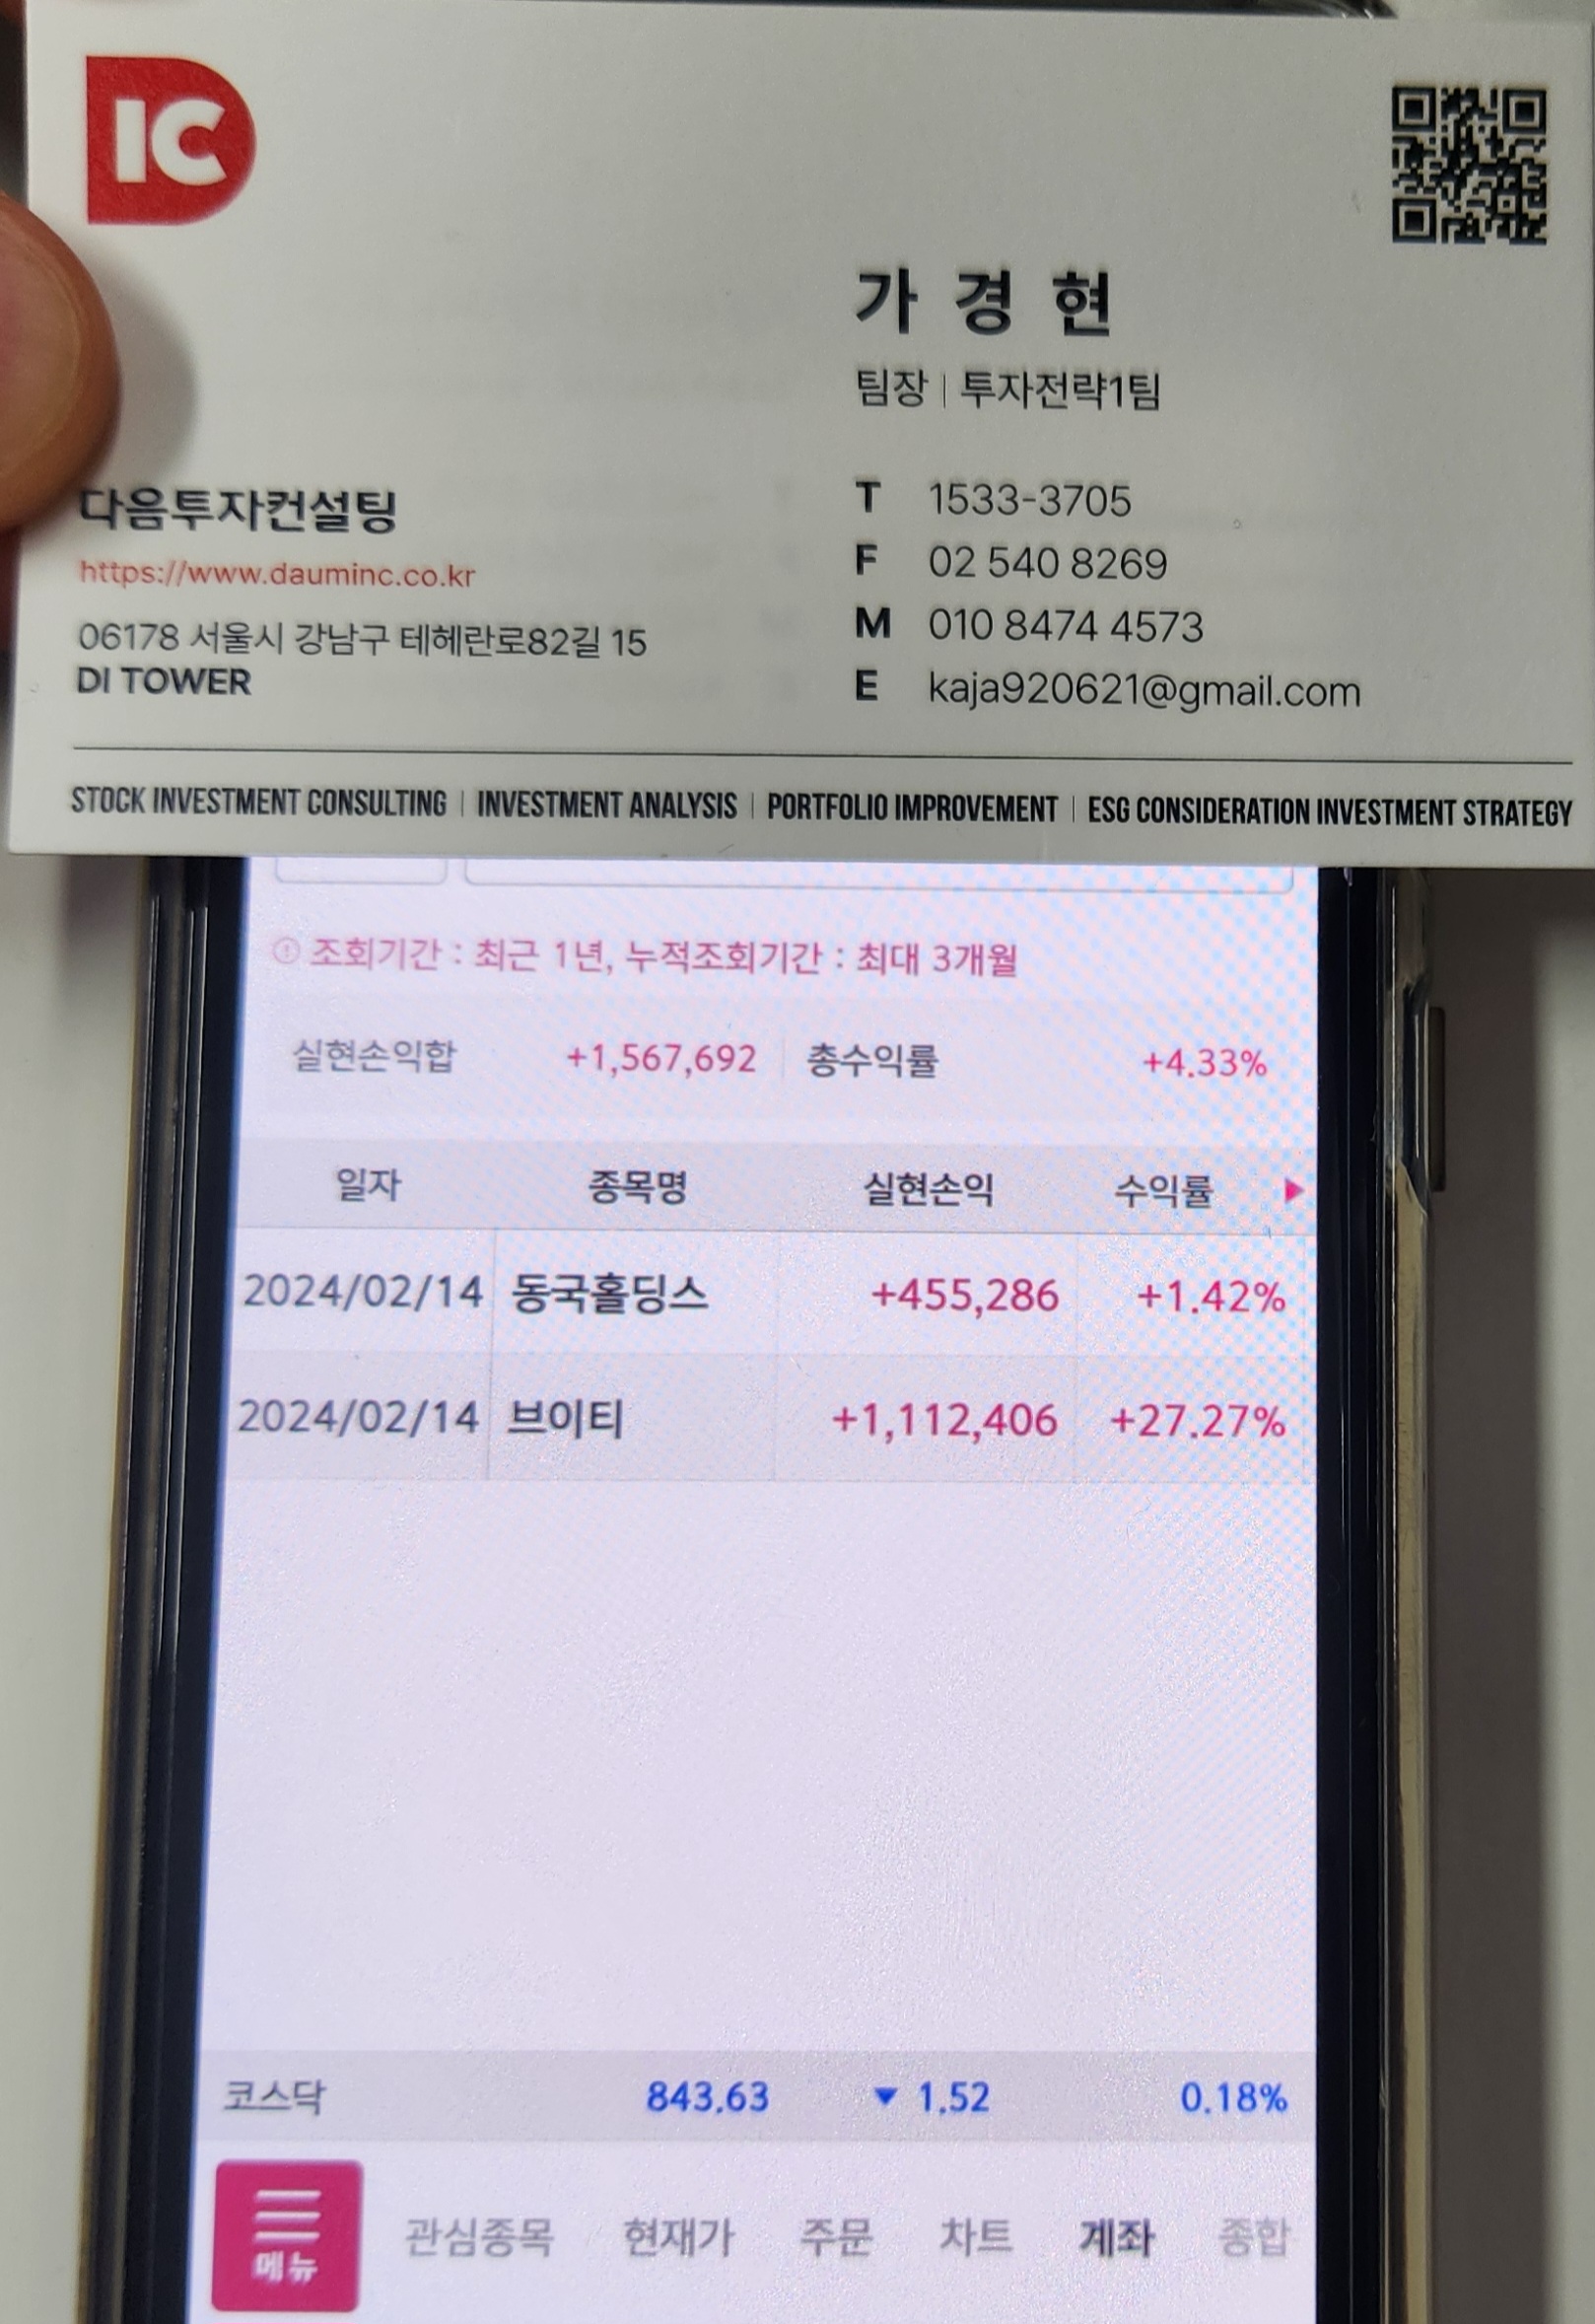 IC
가 경 현
팀장 | 투자전략1팀
다음투자컨설팅
https://www.dauminc.co.kr
06178 서울시 강남구 테헤란로82길 15
DI TOWER
T 1533-3705
F 02 540 8269
M 010 8474 4573
E kaja920621@gmail.com
STOCK INVESTMENT CONSULTING | INVESTMENT ANALYSIS | PORTFOLIO IMPROVEMENT | ESG CONSIDERATION INVESTMENT STRATEGY
조회기간 : 최근 1년, 누적조회기간 : 최대 3개월
실현손익합 +1,567,692 총수익률 +4.33%
일자 종목명 실현손익 수익률
2024/02/14 동국홀딩스 +455,286 +1.42%
2024/02/14 브이티 +1,112,406 +27.27%
코스닥 843.63 ▼ 1.52 0.18%
메뉴 관심종목 현재가 주문 차트 계좌 종합